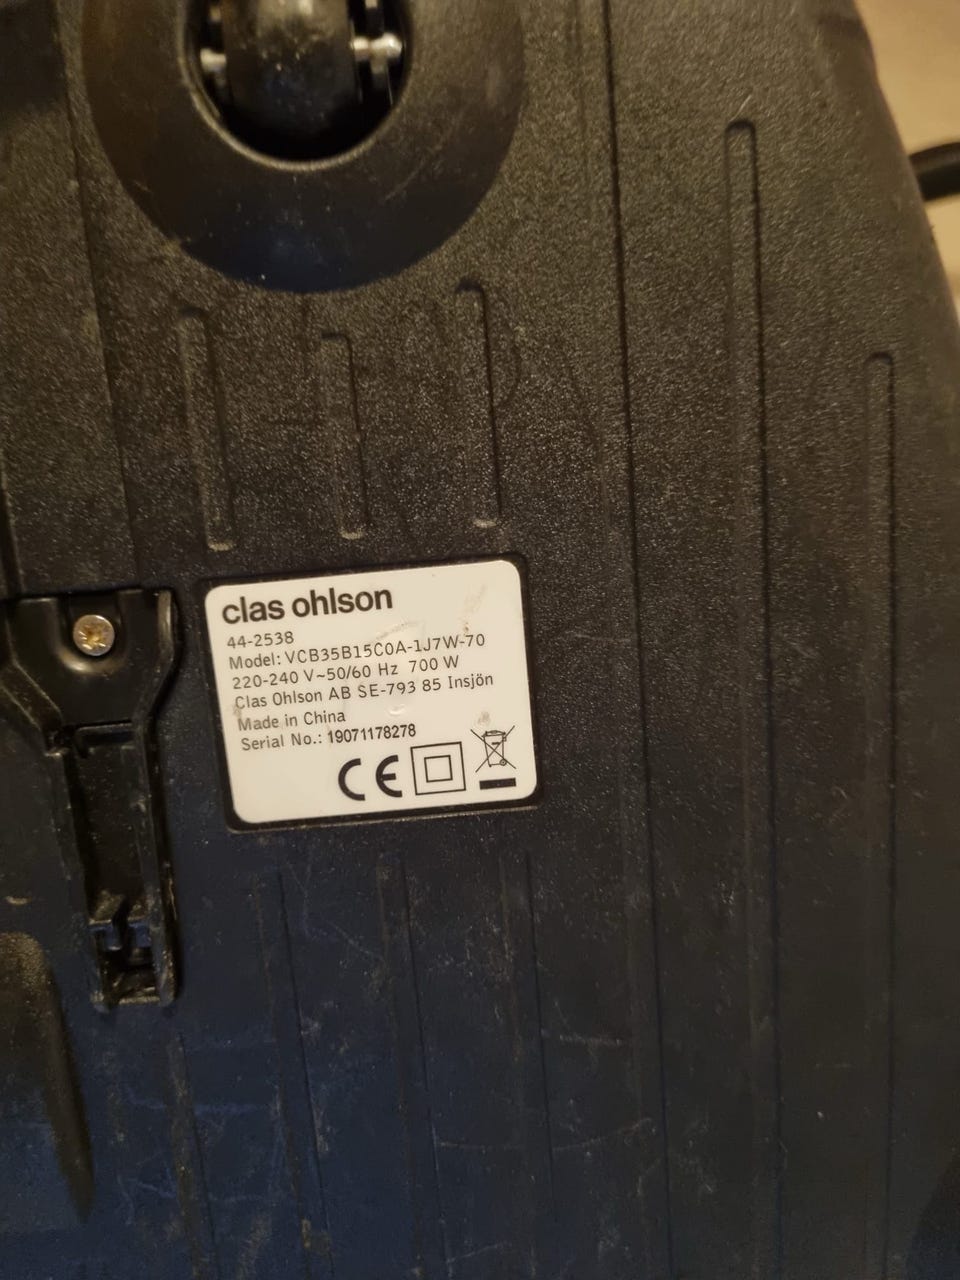 clas ohlson
44-2538
Model: VCB35B15C0A-1J7W-70
220-240 V~50/60 Hz 700 W
Clas Ohlson AB SE-793 85 Insjön
Made in China
Serial No.: 19071178278
CE